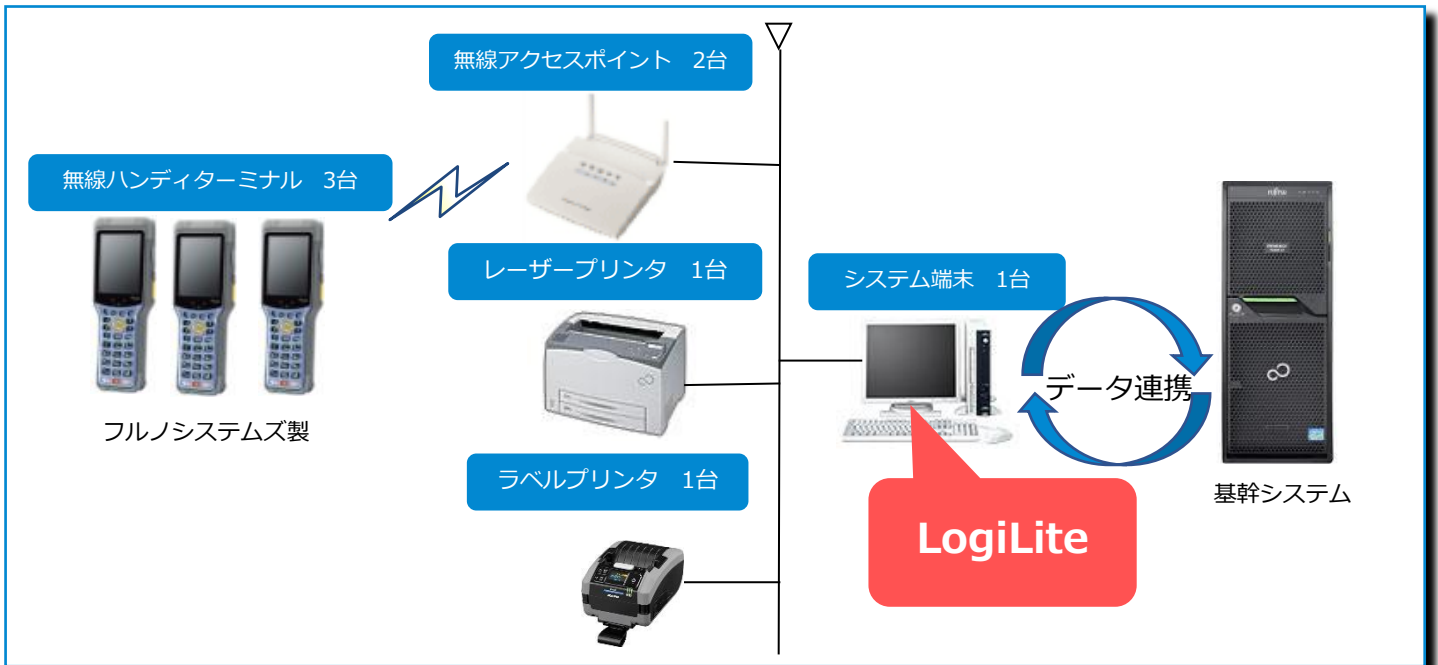 無線アクセスポイント　2台
無線ハンディターミナル　3台
FUJITSU
レーザープリンタ　1台
システム端末　1台
データ連携
フルノシステムズ製
ラベルプリンタ　1台
基幹システム
LogiLite